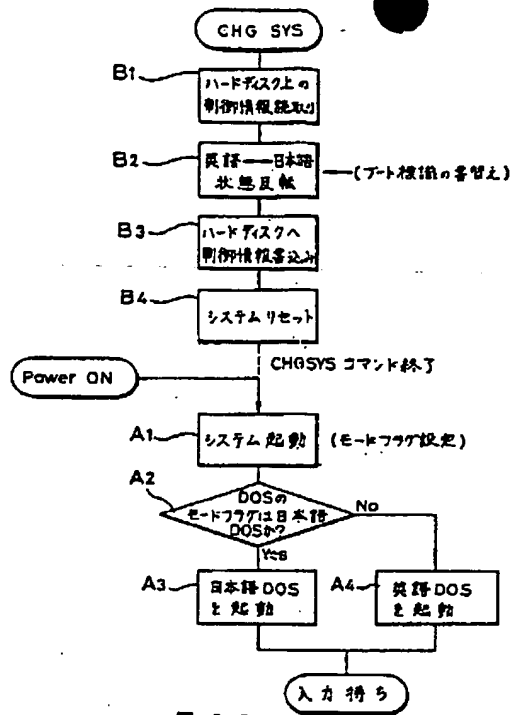 CHG SYS
B1
ハードディスク上の
制御情報読取り
B2
英語──日本語
状態反転
(ブート標識の書替え)
B3
ハードディスクへ
制御情報書込み
B4
システムリセット
CHGSYS コマンド終了
Power ON
A1
システム起動
(モードフラグ設定)
A2
DOSの
モードフラグは日本語
DOSか?
No
Yes
A3
日本語DOS
を起動
A4
英語DOS
を起動
入力待ち